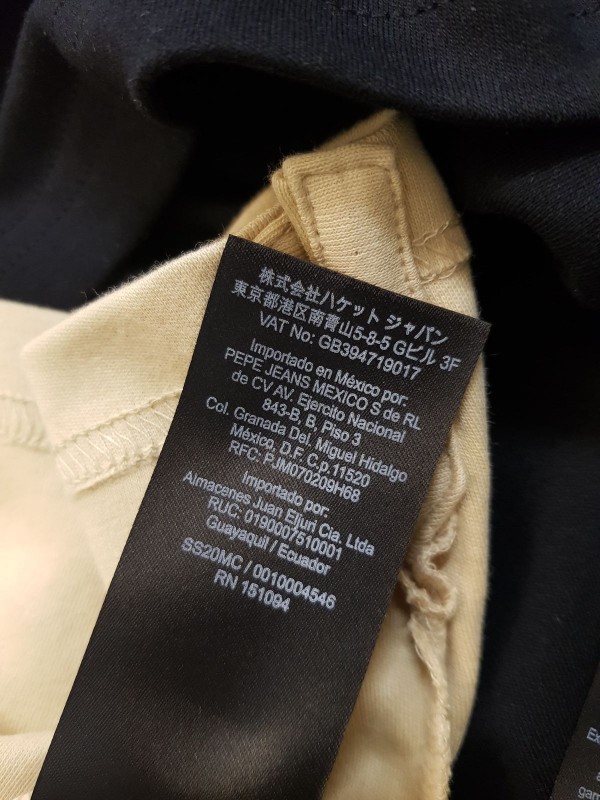 株式会社ハケット ジャパン
東京都港区南青山5-8-5 Gビル 3F
VAT No: GB394719017
Importado en México por:
PEPE JEANS MEXICO S de RL
de CV AV. Ejercito Nacional
843-B, B, Piso 3
Col. Granada Del. Miguel Hidalgo
México, D.F. C.p.11520
RFC: PJM070209H68
Importado por:
Almacenes Juan Eljuri Cia. Ltda
RUC: 0190007510001
Guayaquil / Ecuador
SS20MC / 0010004546
RN 151094
Ex
gam